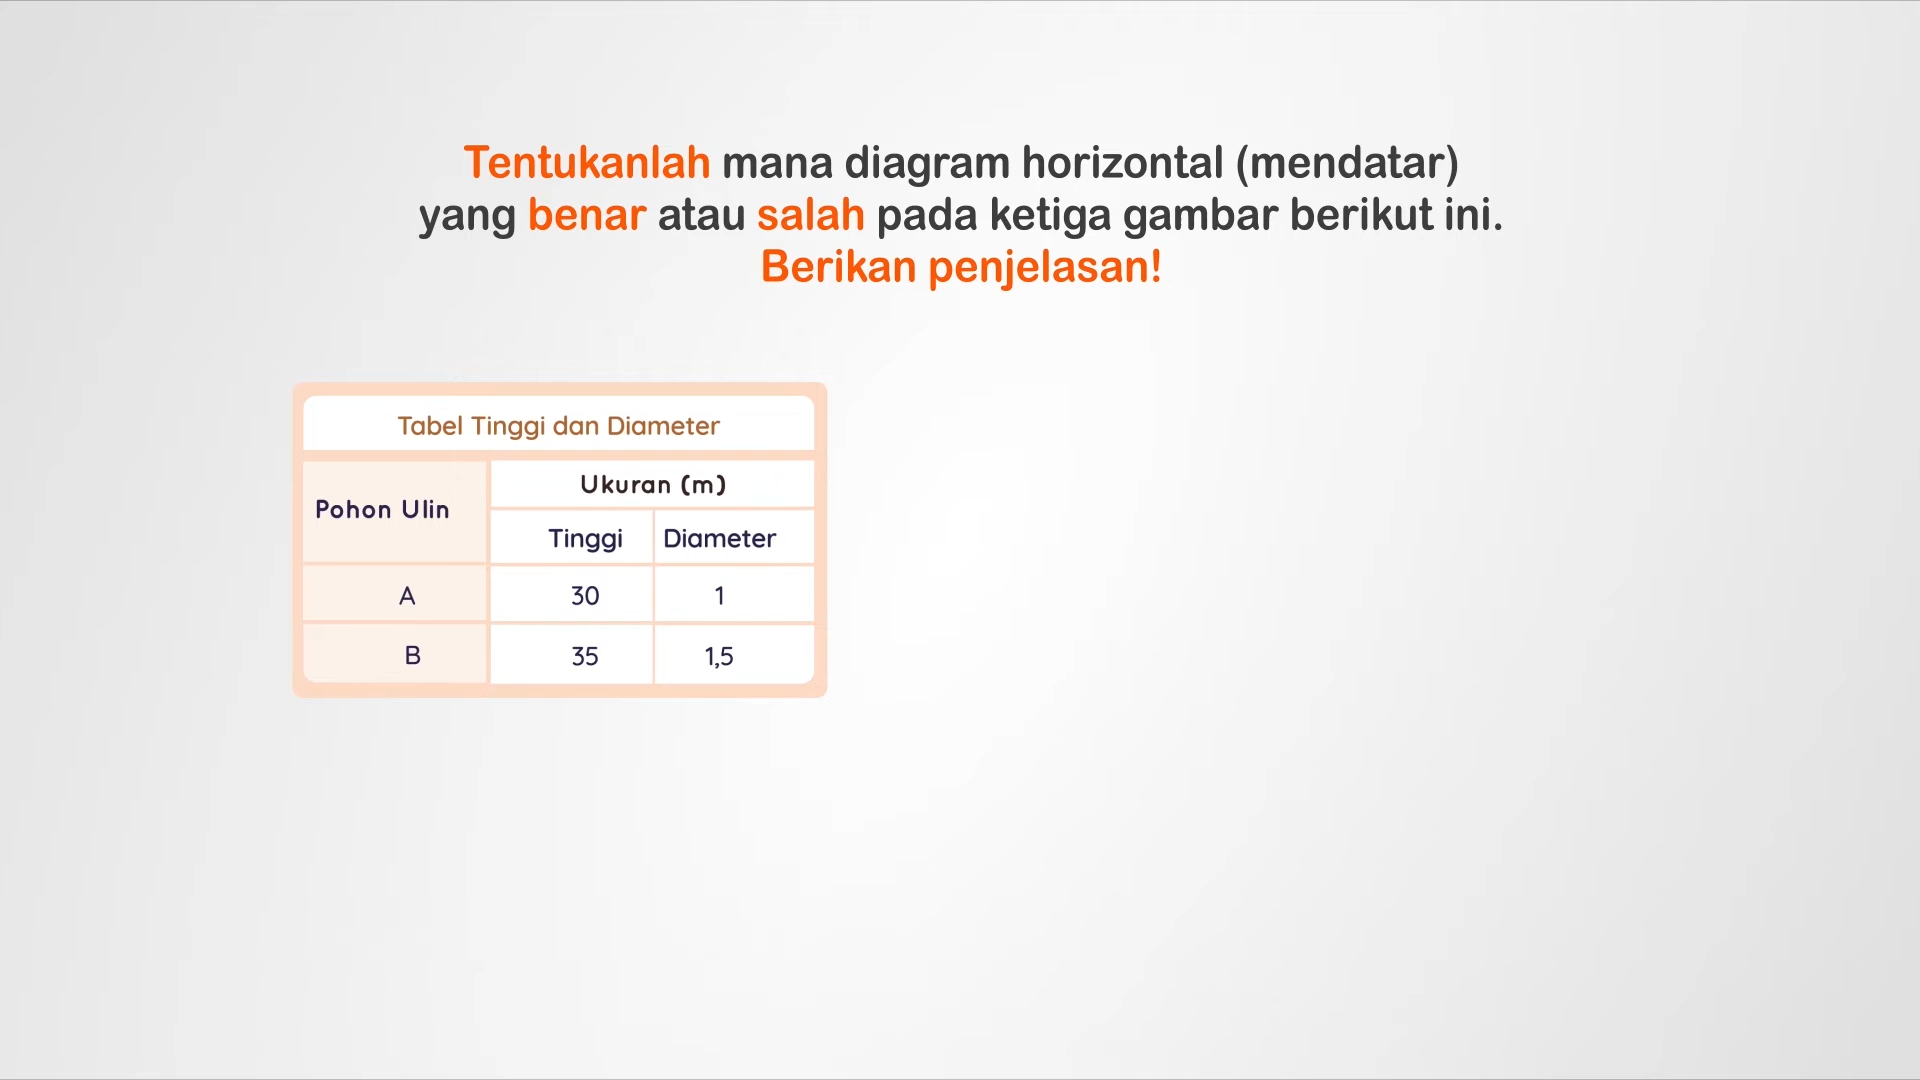 Tentukanlah mana diagram horizontal (mendatar)
yang benar atau salah pada ketiga gambar berikut ini.
Berikan penjelasan!
Tabel Tinggi dan Diameter
Pohon Ulin
Ukuran (m)
Tinggi Diameter
A 30 1
B 35 1,5